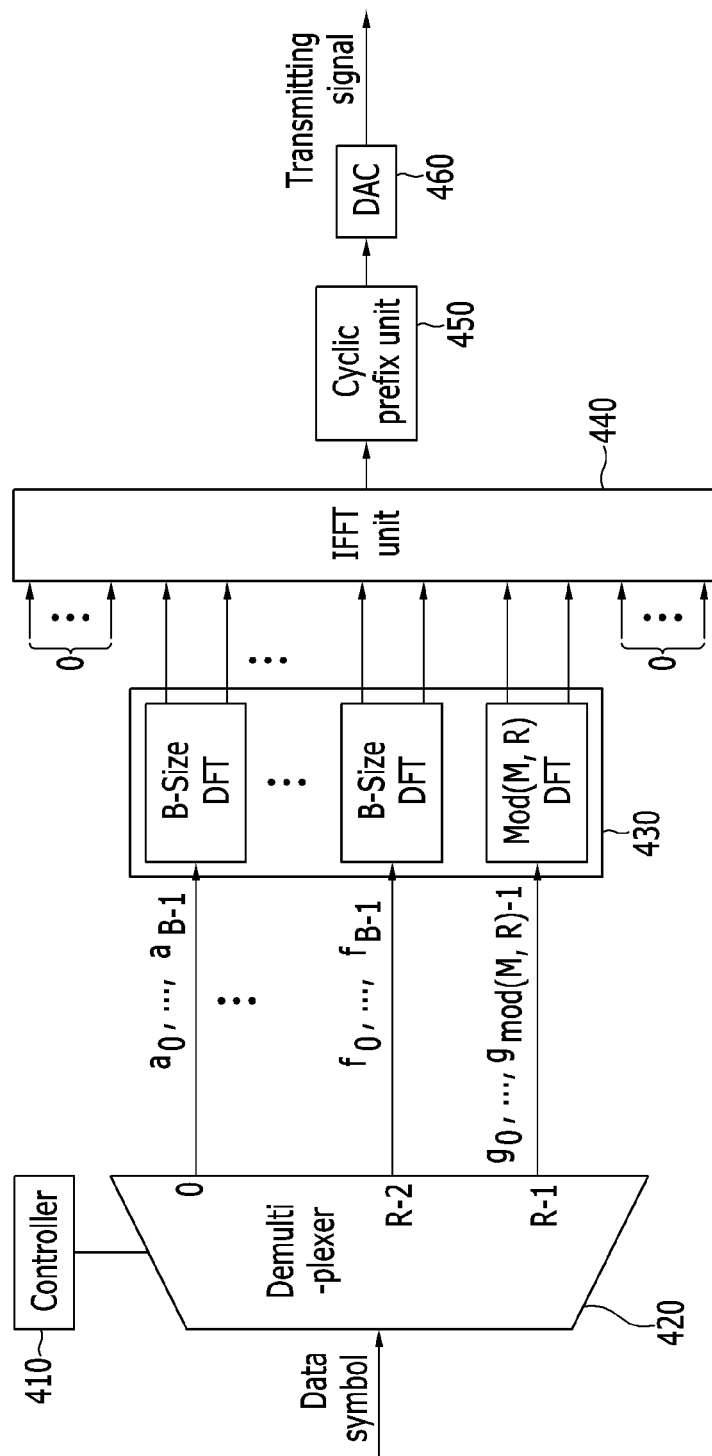 Controller
410
Data
symbol
Demulti
-plexer
0
R-2
R-1
420
a0, ..., aB-1
...
f0, ..., fB-1
g0, ..., gmod(M, R)-1
B-Size
DFT
...
B-Size
DFT
Mod(M, R)
DFT
430
0
...
...
0
...
IFFT
unit
440
Cyclic
prefix unit
450
DAC
460
Transmitting
signal